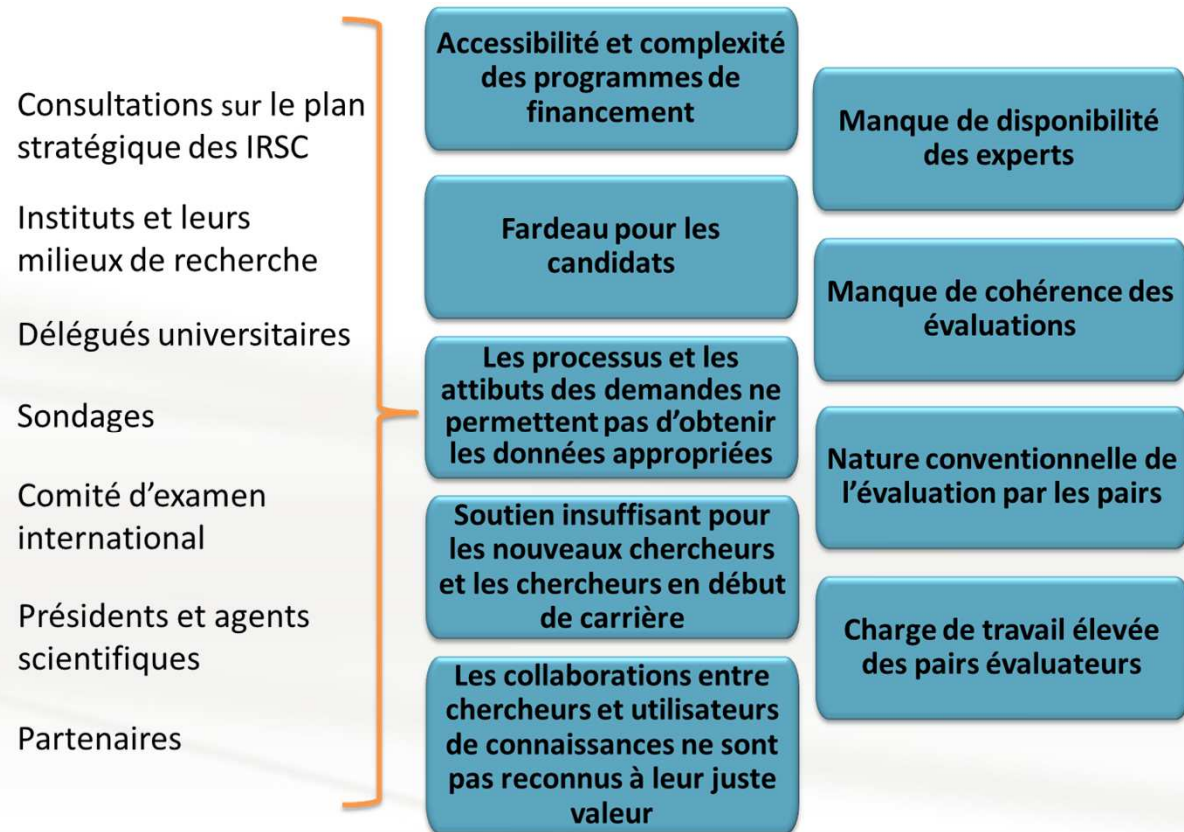 Consultations sur le plan
stratégique des IRSC
Instituts et leurs
milieux de recherche
Délégués universitaires
Sondages
Comité d'examen
international
Présidents et agents
scientifiques
Partenaires
Accessibilité et complexité
des programmes de
financement
Fardeau pour les
candidats
Les processus et les
attibuts des demandes ne
permettent pas d'obtenir
les données appropriées
Soutien insuffisant pour
les nouveaux chercheurs
et les chercheurs en début
de carrière
Les collaborations entre
chercheurs et utilisateurs
de connaissances ne sont
pas reconnus à leur juste
valeur
Manque de disponibilité
des experts
Manque de cohérence des
évaluations
Nature conventionnelle de
l'évaluation par les pairs
Charge de travail élevée
des pairs évaluateurs